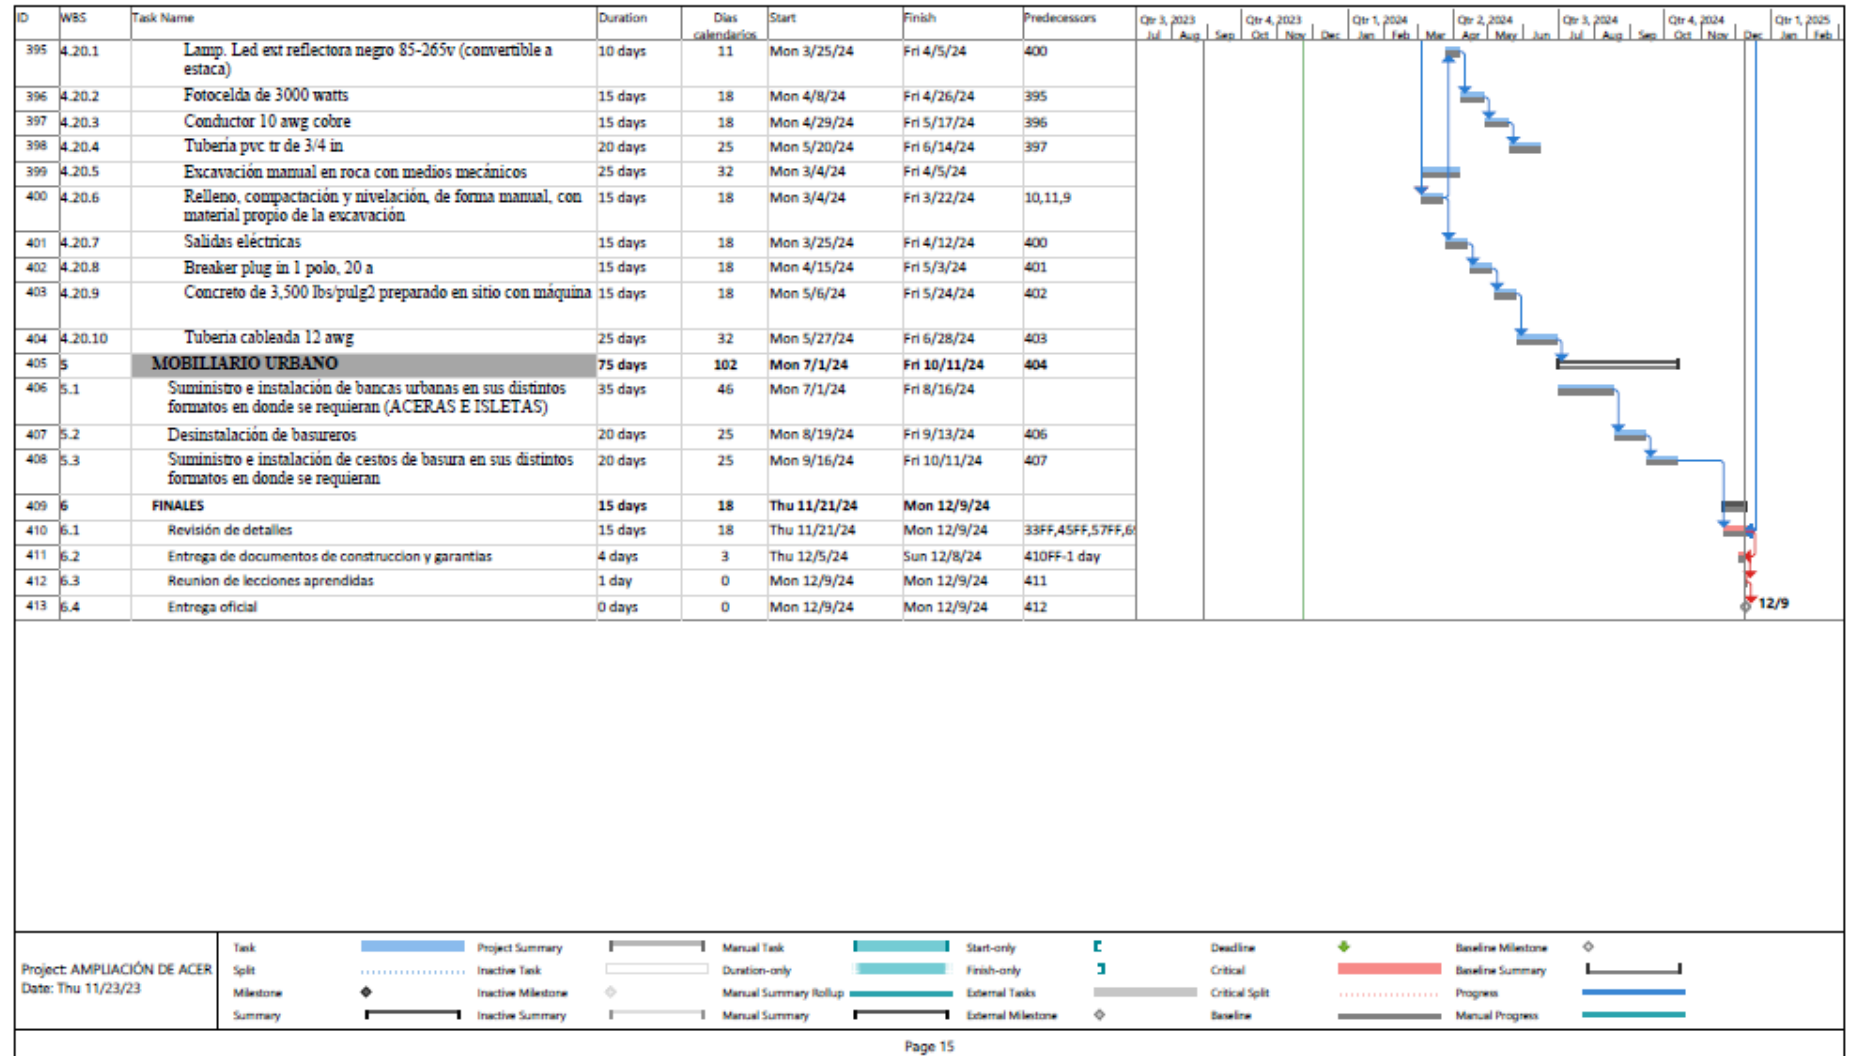 ID WBS Task Name Duration Dias calendarios Start Finish Predecessors
Qtr 3, 2023 Qtr 4, 2023 Qtr 1, 2024 Qtr 2, 2024 Qtr 3, 2024 Qtr 4, 2024 Qtr 1, 2025
Jul Aug Sep Oct Nov Dec Jan Feb Mar Apr May Jun Jul Aug Sep Oct Nov Dec Jan Feb
395 4.20.1 Lamp. Led ext reflectora negro 85-265v (convertible a 10 days 11 Mon 3/25/24 Fri 4/5/24 400
estaca)
396 4.20.2 Fotocelda de 3000 watts 15 days 18 Mon 4/8/24 Fri 4/26/24 395
397 4.20.3 Conductor 10 awg cobre 15 days 18 Mon 4/29/24 Fri 5/17/24 396
398 4.20.4 Tubería pvc tr de 3/4 in 20 days 25 Mon 5/20/24 Fri 6/14/24 397
399 4.20.5 Excavación manual en roca con medios mecánicos 25 days 32 Mon 3/4/24 Fri 4/5/24
400 4.20.6 Relleno, compactación y nivelación, de forma manual, con 15 days 18 Mon 3/4/24 Fri 3/22/24 10,11,9
material propio de la excavación
401 4.20.7 Salidas eléctricas 15 days 18 Mon 3/25/24 Fri 4/12/24 400
402 4.20.8 Breaker plug in 1 polo, 20 a 15 days 18 Mon 4/15/24 Fri 5/3/24 401
403 4.20.9 Concreto de 3,500 lbs/pulg2 preparado en sitio con máquina 15 days 18 Mon 5/6/24 Fri 5/24/24 402
404 4.20.10 Tuberia cableada 12 awg 25 days 32 Mon 5/27/24 Fri 6/28/24 403
405 5 MOBILIARIO URBANO 75 days 102 Mon 7/1/24 Fri 10/11/24 404
406 5.1 Suministro e instalación de bancas urbanas en sus distintos 35 days 46 Mon 7/1/24 Fri 8/16/24
formatos en donde se requieran (ACERAS E ISLETAS)
407 5.2 Desinstalación de basureros 20 days 25 Mon 8/19/24 Fri 9/13/24 406
408 5.3 Suministro e instalación de cestos de basura en sus distintos 20 days 25 Mon 9/16/24 Fri 10/11/24 407
formatos en donde se requieran
409 6 FINALES 15 days 18 Thu 11/21/24 Mon 12/9/24
410 6.1 Revisión de detalles 15 days 18 Thu 11/21/24 Mon 12/9/24 33FF,45FF,57FF,6
411 6.2 Entrega de documentos de construccion y garantias 4 days 3 Thu 12/5/24 Sun 12/8/24 410FF-1 day
412 6.3 Reunion de lecciones aprendidas 1 day 0 Mon 12/9/24 Mon 12/9/24 411
413 6.4 Entrega oficial 0 days 0 Mon 12/9/24 Mon 12/9/24 412 12/9
Project: AMPLIACIÓN DE ACER
Date: Thu 11/23/23
Task Project Summary Manual Task Start-only Deadline Baseline Milestone
Split Inactive Task Duration-only Finish-only Critical Baseline Summary
Milestone Inactive Milestone Manual Summary Rollup External Tasks Critical Split Progress
Summary Inactive Summary Manual Summary External Milestone Baseline Manual Progress
Page 15